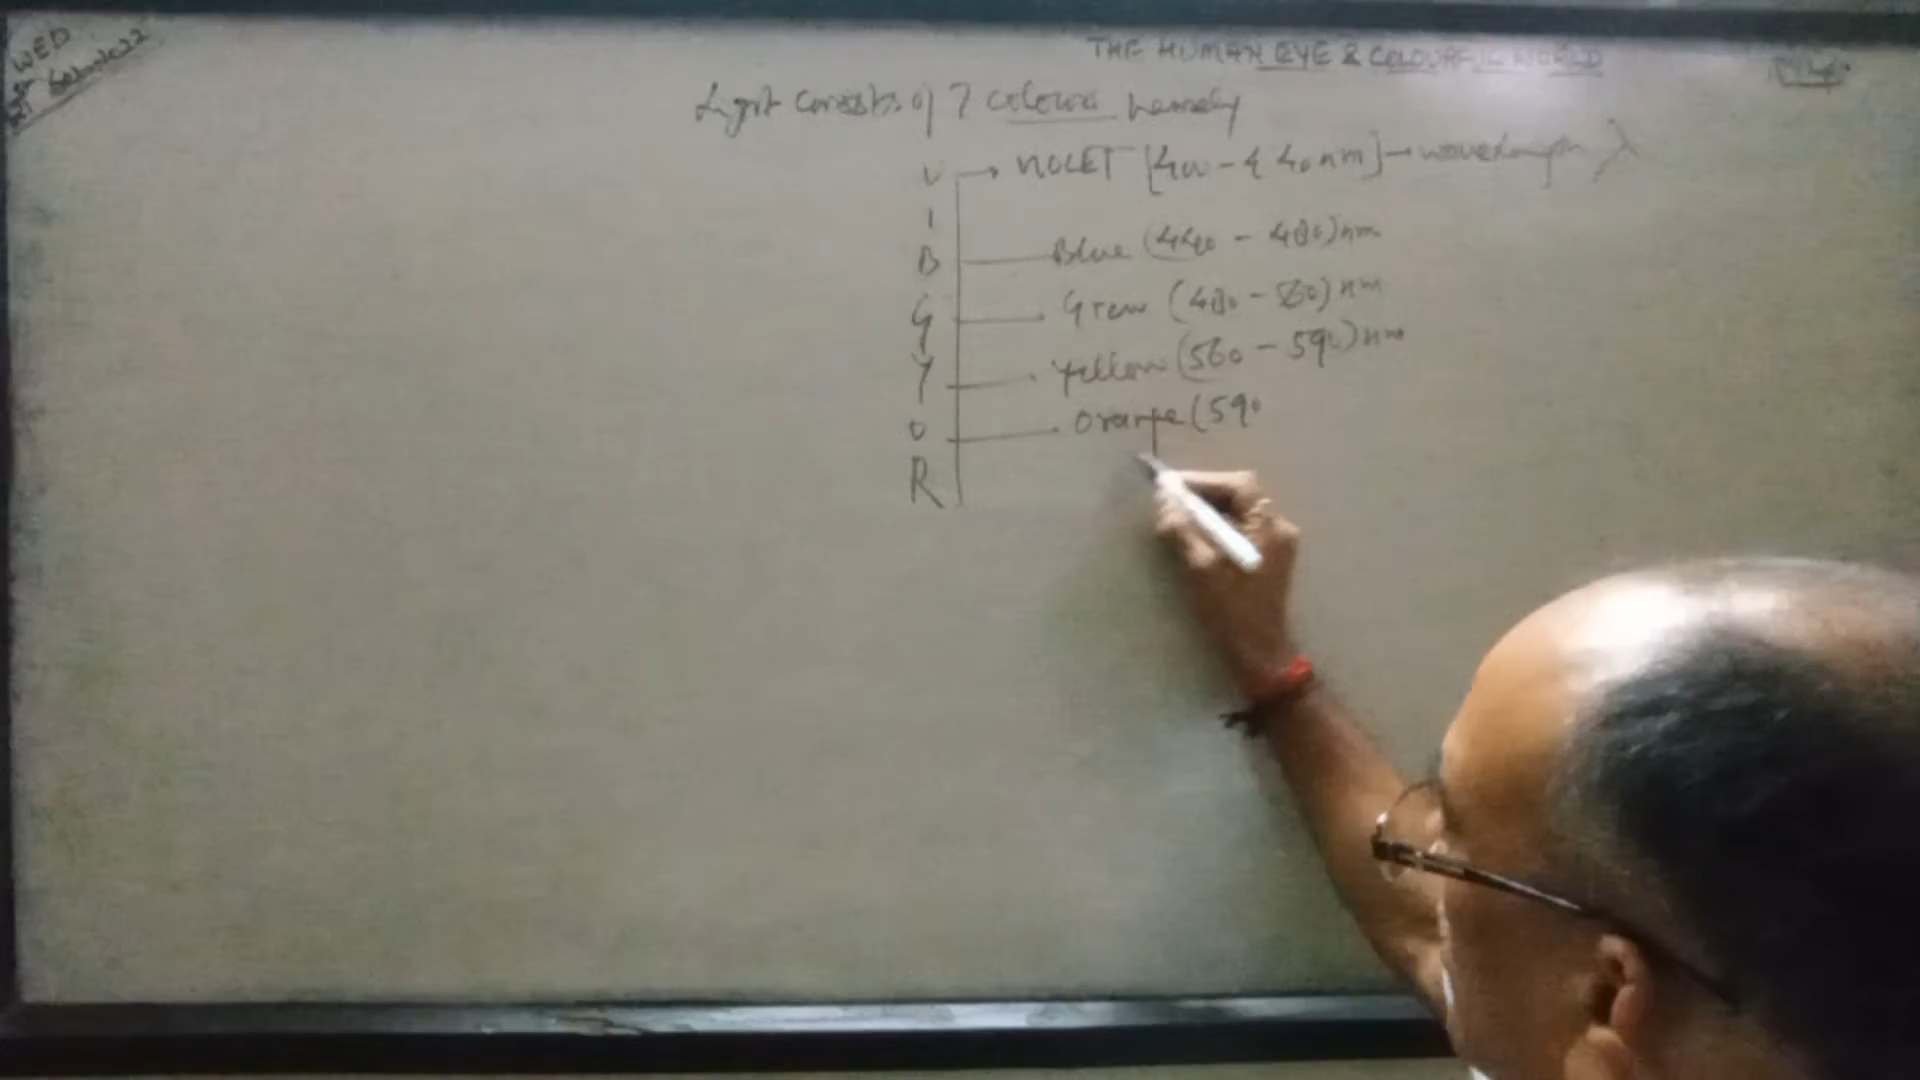 WED
THE HUMAN EYE & COLOURFUL WORLD
Light consists of 7 colours namely
V → VIOLET [400 - 440 nm] → wavelength λ
I
B Blue (440 - 480) nm
G Green (480 - 560) nm
Y Yellow (560 - 590) nm
O Orange (590
R